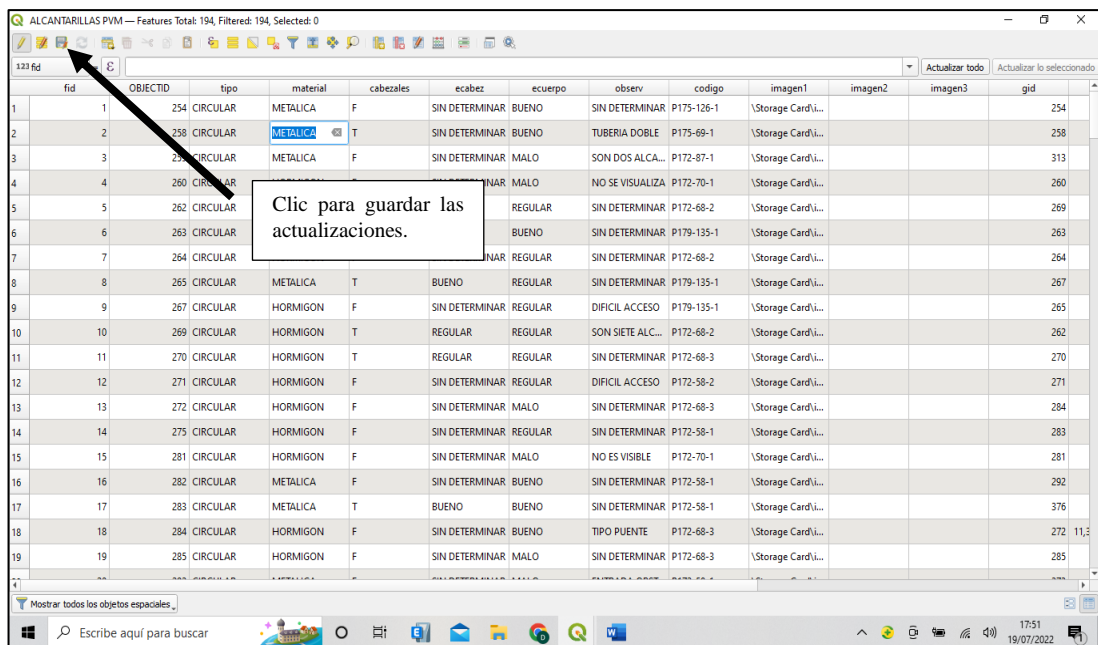 ALCANTARILLAS PVM — Features Total: 194, Filtered: 194, Selected: 0
123 fid ε Actualizar todo Actualizar lo seleccionado
fid OBJECTID tipo material cabezales ecabez ecuerpo observ codigo imagen1 imagen2 imagen3 gid
1 1 254 CIRCULAR METALICA F SIN DETERMINAR BUENO SIN DETERMINAR P175-126-1 \Storage Card\i... 254
2 2 258 CIRCULAR METALICA T SIN DETERMINAR BUENO TUBERIA DOBLE P175-69-1 \Storage Card\i... 258
3 3 CIRCULAR METALICA F SIN DETERMINAR MALO SON DOS ALCA... P172-87-1 \Storage Card\i... 313
4 4 260 MALO NO SE VISUALIZA P172-70-1 \Storage Card\i... 260
5 5 262 CIRCULAR REGULAR SIN DETERMINAR P172-68-2 \Storage Card\i... 269
6 6 263 CIRCULAR BUENO SIN DETERMINAR P179-135-1 \Storage Card\i... 263
7 7 264 CIRCULAR REGULAR SIN DETERMINAR P172-68-2 \Storage Card\i... 264
Clic para guardar las
actualizaciones.
8 8 265 CIRCULAR METALICA T BUENO REGULAR SIN DETERMINAR P179-135-1 \Storage Card\i... 267
9 9 267 CIRCULAR HORMIGON F SIN DETERMINAR REGULAR DIFICIL ACCESO P179-135-1 \Storage Card\i... 265
10 10 269 CIRCULAR HORMIGON T REGULAR REGULAR SON SIETE ALC... P172-68-2 \Storage Card\i... 262
11 11 270 CIRCULAR HORMIGON T REGULAR REGULAR SIN DETERMINAR P172-68-3 \Storage Card\i... 270
12 12 271 CIRCULAR HORMIGON F SIN DETERMINAR REGULAR DIFICIL ACCESO P172-58-2 \Storage Card\i... 271
13 13 272 CIRCULAR HORMIGON F SIN DETERMINAR MALO SIN DETERMINAR P172-68-3 \Storage Card\i... 284
14 14 275 CIRCULAR HORMIGON F SIN DETERMINAR REGULAR SIN DETERMINAR P172-58-1 \Storage Card\i... 283
15 15 281 CIRCULAR HORMIGON F SIN DETERMINAR MALO NO ES VISIBLE P172-70-1 \Storage Card\i... 281
16 16 282 CIRCULAR METALICA F SIN DETERMINAR BUENO SIN DETERMINAR P172-58-1 \Storage Card\i... 292
17 17 283 CIRCULAR METALICA T BUENO BUENO SIN DETERMINAR P172-58-1 \Storage Card\i... 376
18 18 284 CIRCULAR HORMIGON F SIN DETERMINAR BUENO TIPO PUENTE P172-68-3 \Storage Card\i... 272 11,3
19 19 285 CIRCULAR HORMIGON F SIN DETERMINAR MALO SIN DETERMINAR P172-68-3 \Storage Card\i... 285
Mostrar todos los objetos espaciales
Escribe aquí para buscar
17:51
19/07/2022